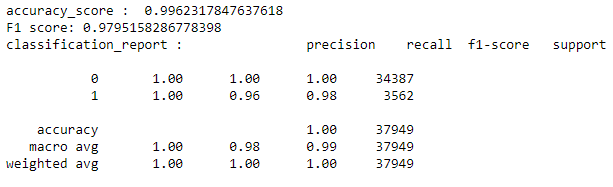 accuracy_score :  0.9962317847637618
F1 score: 0.9795158286778398
classification_report :                precision    recall  f1-score   support

           0       1.00      1.00      1.00     34387
           1       1.00      0.96      0.98      3562

    accuracy                           1.00     37949
   macro avg       1.00      0.98      0.99     37949
weighted avg       1.00      1.00      1.00     37949